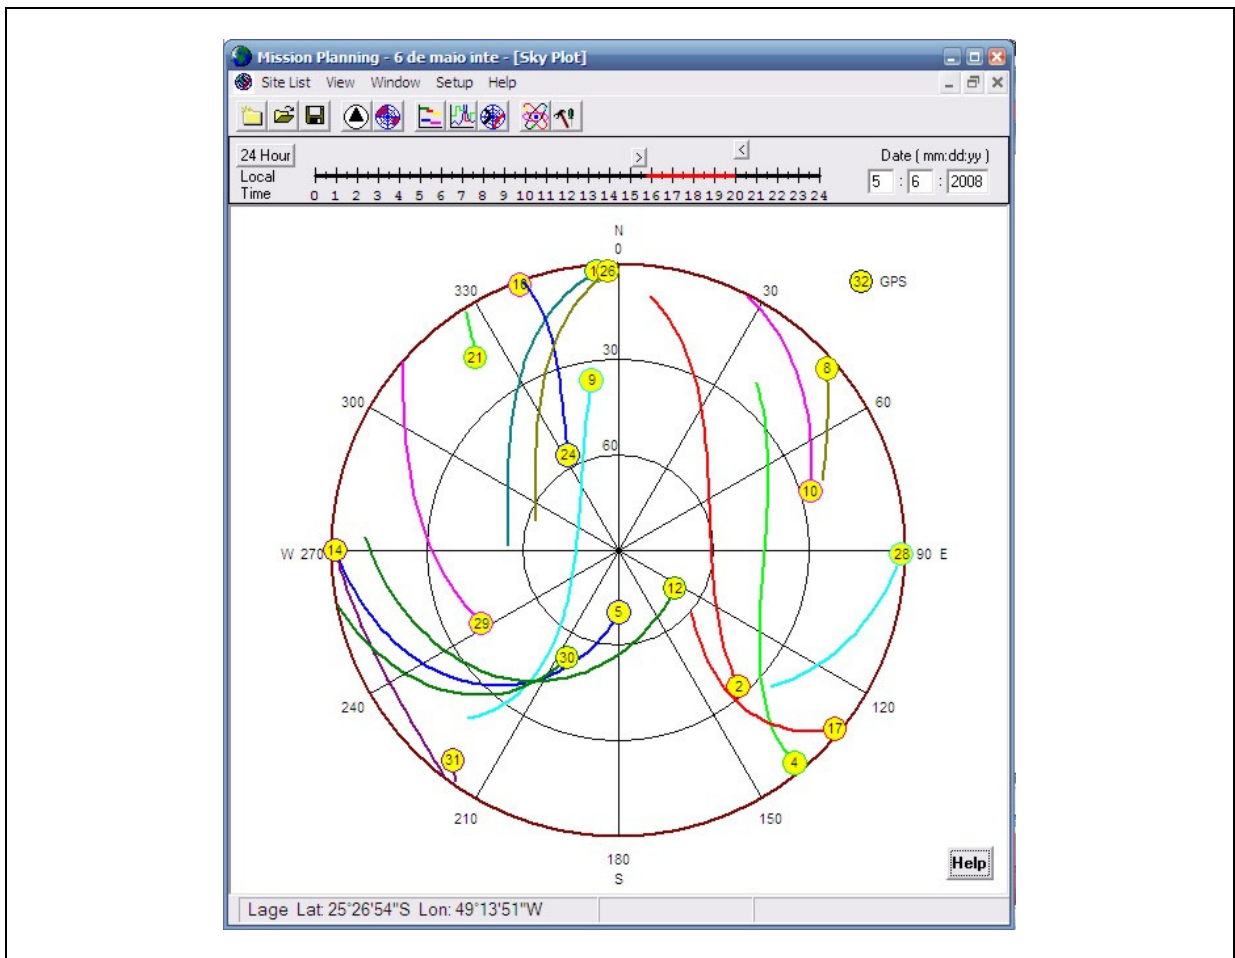 Mission Planning - 6 de maio inte - [Sky Plot]
Site List View Window Setup Help
24 Hour
Local
Time
> <
0 1 2 3 4 5 6 7 8 9 10 11 12 13 14 15 16 17 18 19 20 21 22 23 24
Date ( mm:dd:yy )
5 : 6 : 2008
N
0
32 GPS
330
30
26
8
21
30
9
300
60
60
24
10
W 270
14
28
90 E
12
5
29
30
2
240
120
17
31
4
210
150
180
S
Help
Lage Lat: 25°26'54"S Lon: 49°13'51"W